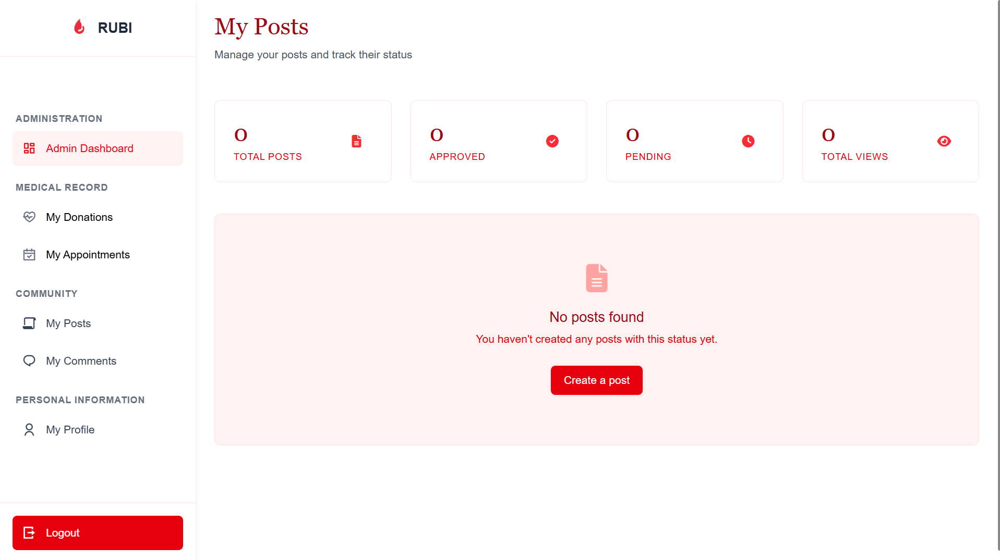 RUBI
ADMINISTRATION
Admin Dashboard
MEDICAL RECORD
My Donations
My Appointments
COMMUNITY
My Posts
My Comments
PERSONAL INFORMATION
My Profile
Logout
My Posts
Manage your posts and track their status
0
TOTAL POSTS
0
APPROVED
0
PENDING
0
TOTAL VIEWS
No posts found
You haven't created any posts with this status yet.
Create a post